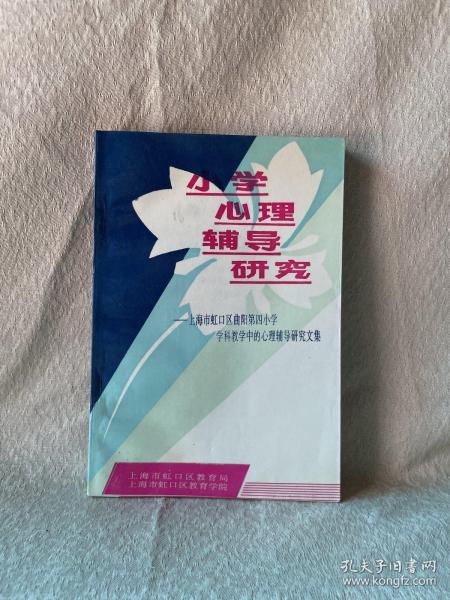 小学
心理
辅导
研究
——上海市虹口区曲阳第四小学
学科教学中的心理辅导研究文集
上海市虹口区教育局
上海市虹口区教育学院
孔夫子旧书网
www.kongfz.com